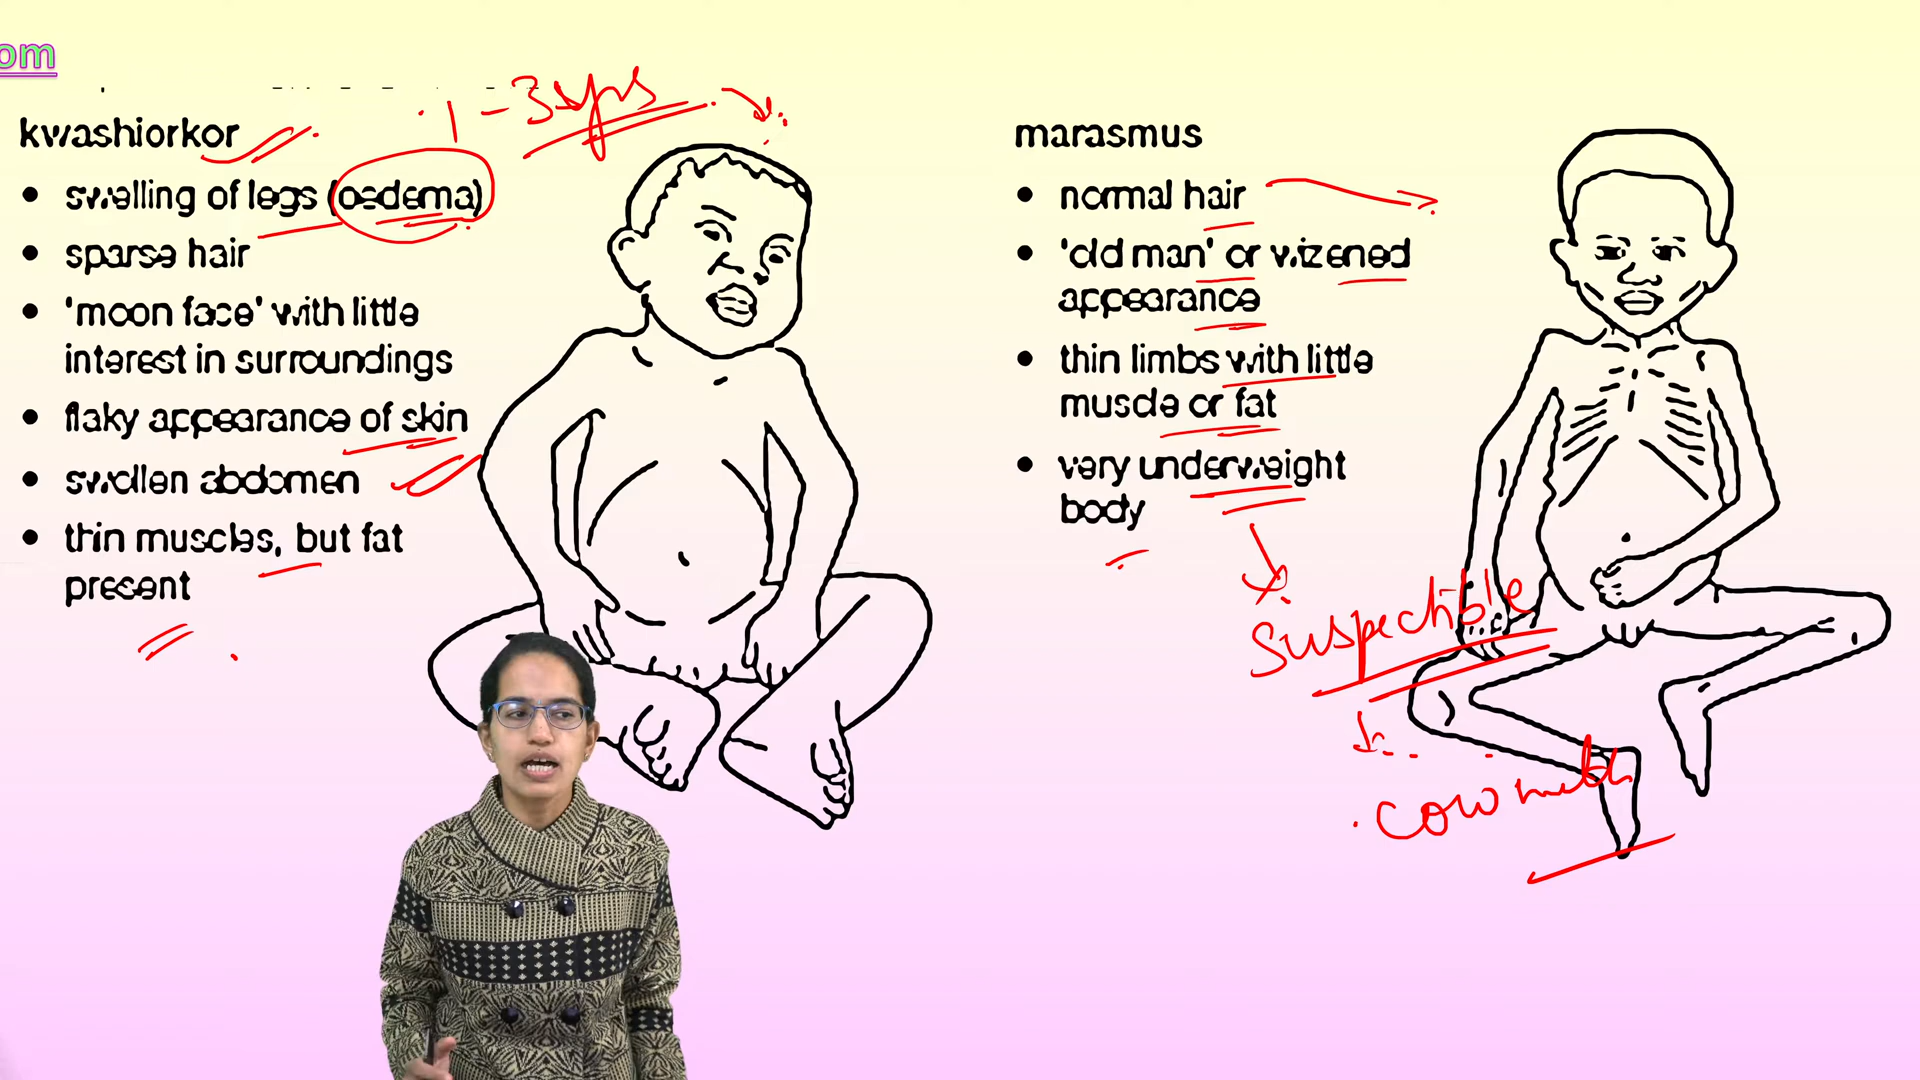 om
kwashiorkor
1-3 yrs
• swelling of legs (oedema)
• sparse hair
• 'moon face' with little
interest in surroundings
• flaky appearance of skin
• swollen abdomen
• thin muscles, but fat
present
marasmus
• normal hair
• 'old man' or wizened
appearance
• thin limbs with little
muscle or fat
• very underweight
body
Suspectible
cow